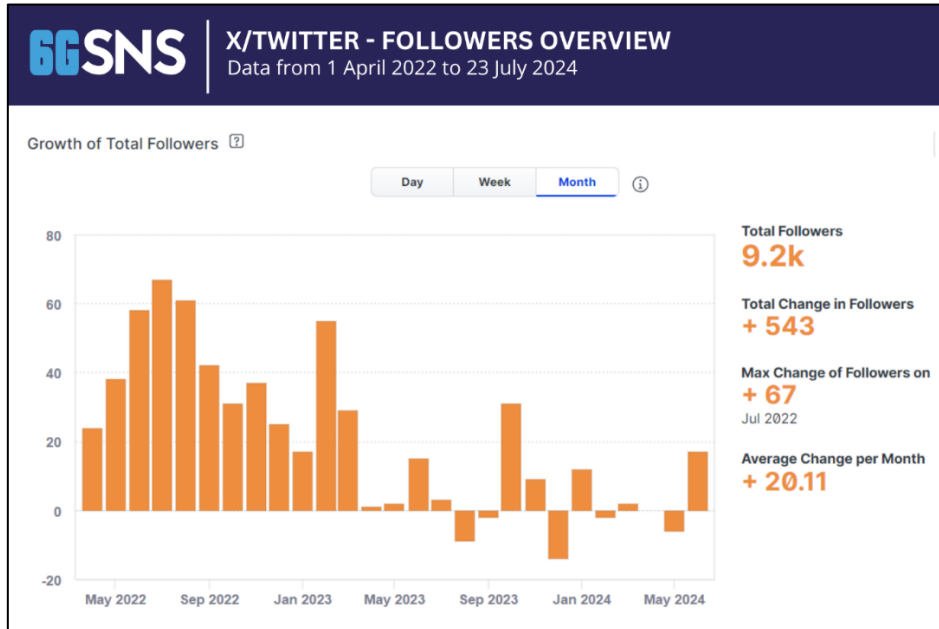 6GSNS
X/TWITTER - FOLLOWERS OVERVIEW
Data from 1 April 2022 to 23 July 2024
Growth of Total Followers ?
Day Week Month i
80
60
40
20
0
-20
May 2022 Sep 2022 Jan 2023 May 2023 Sep 2023 Jan 2024 May 2024
Total Followers
9.2k
Total Change in Followers
+ 543
Max Change of Followers on
+ 67
Jul 2022
Average Change per Month
+ 20.11